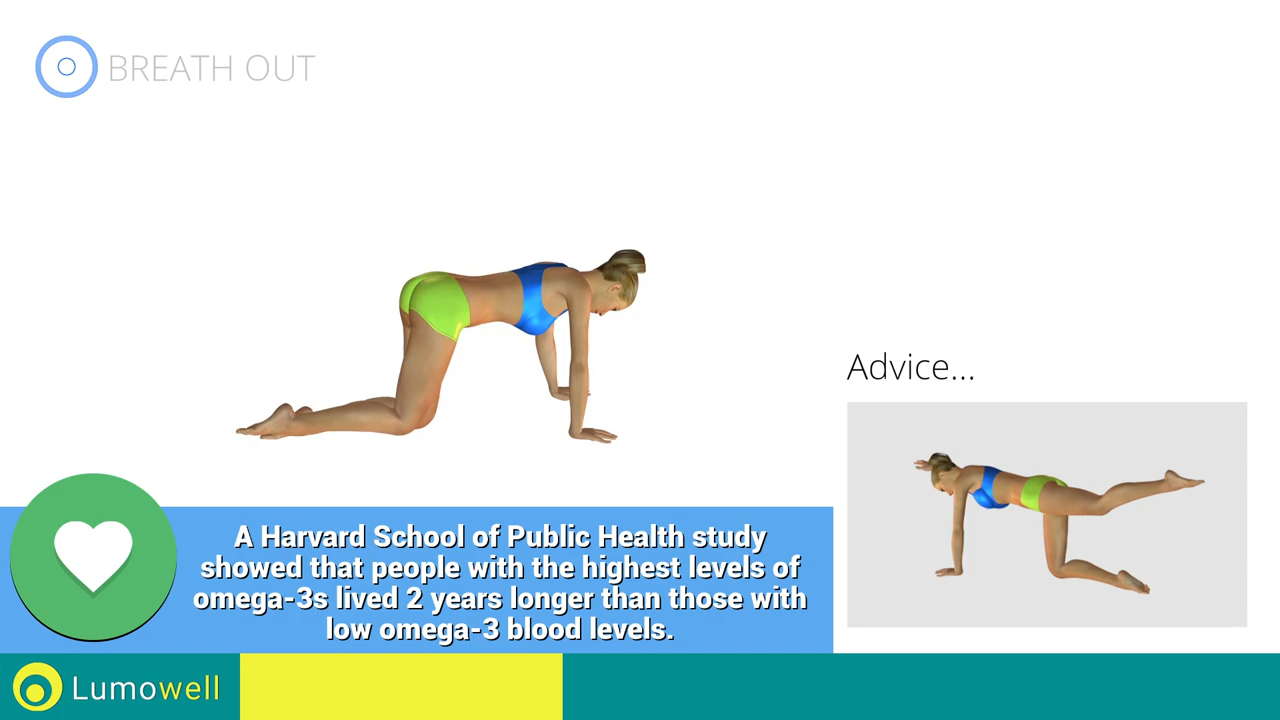 BREATH OUT
Advice...
A Harvard School of Public Health study
showed that people with the highest levels of
omega-3s lived 2 years longer than those with
low omega-3 blood levels.
Lumowell